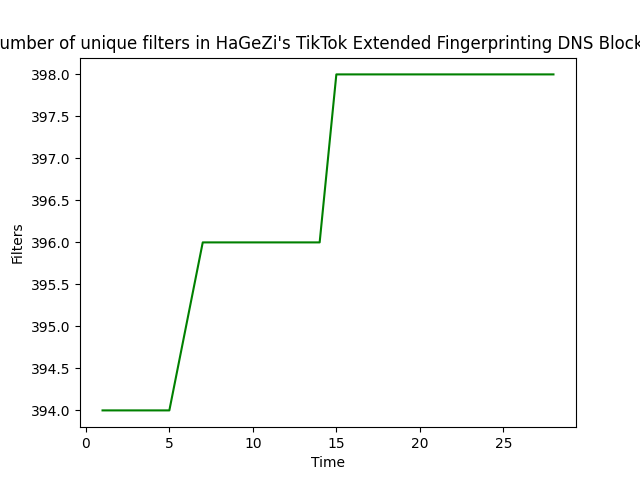 umber of unique filters in HaGeZi's TikTok Extended Fingerprinting DNS Block
398.0
397.5
397.0
396.5
396.0
395.5
395.0
394.5
394.0
Filters
0 5 10 15 20 25
Time